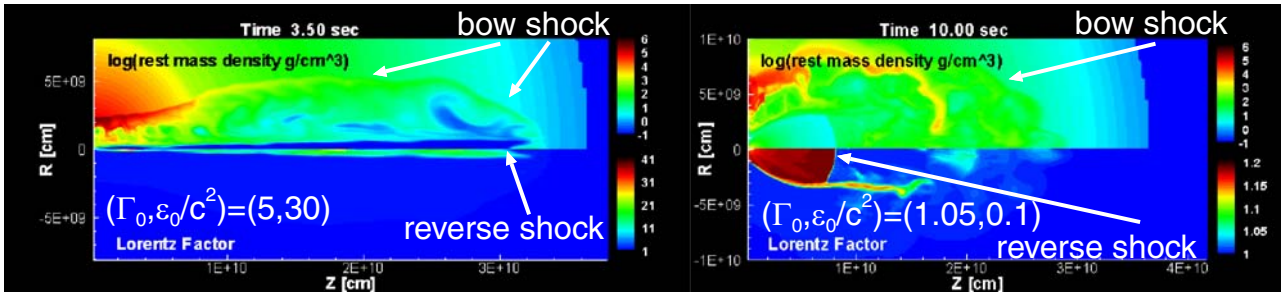 Time 3.50 sec
bow shock
log(rest mass density g/cm^3)
6
5
4
3
2
1
0
-1
5E+09
0
-5E+09
R [cm]
41
31
21
11
1
(Γ₀,ε₀/c²)=(5,30)
reverse shock
Lorentz Factor
1E+10
2E+10
3E+10
Z [cm]
Time 10.00 sec
bow shock
log(rest mass density g/cm^3)
6
5
4
3
2
1
0
-1
1E+10
5E+09
0
-5E+09
-1E+10
R [cm]
1.2
1.15
1.1
1.05
1
(Γ₀,ε₀/c²)=(1.05,0.1)
reverse shock
Lorentz Factor
1E+10
2E+10
3E+10
4E+10
Z [cm]